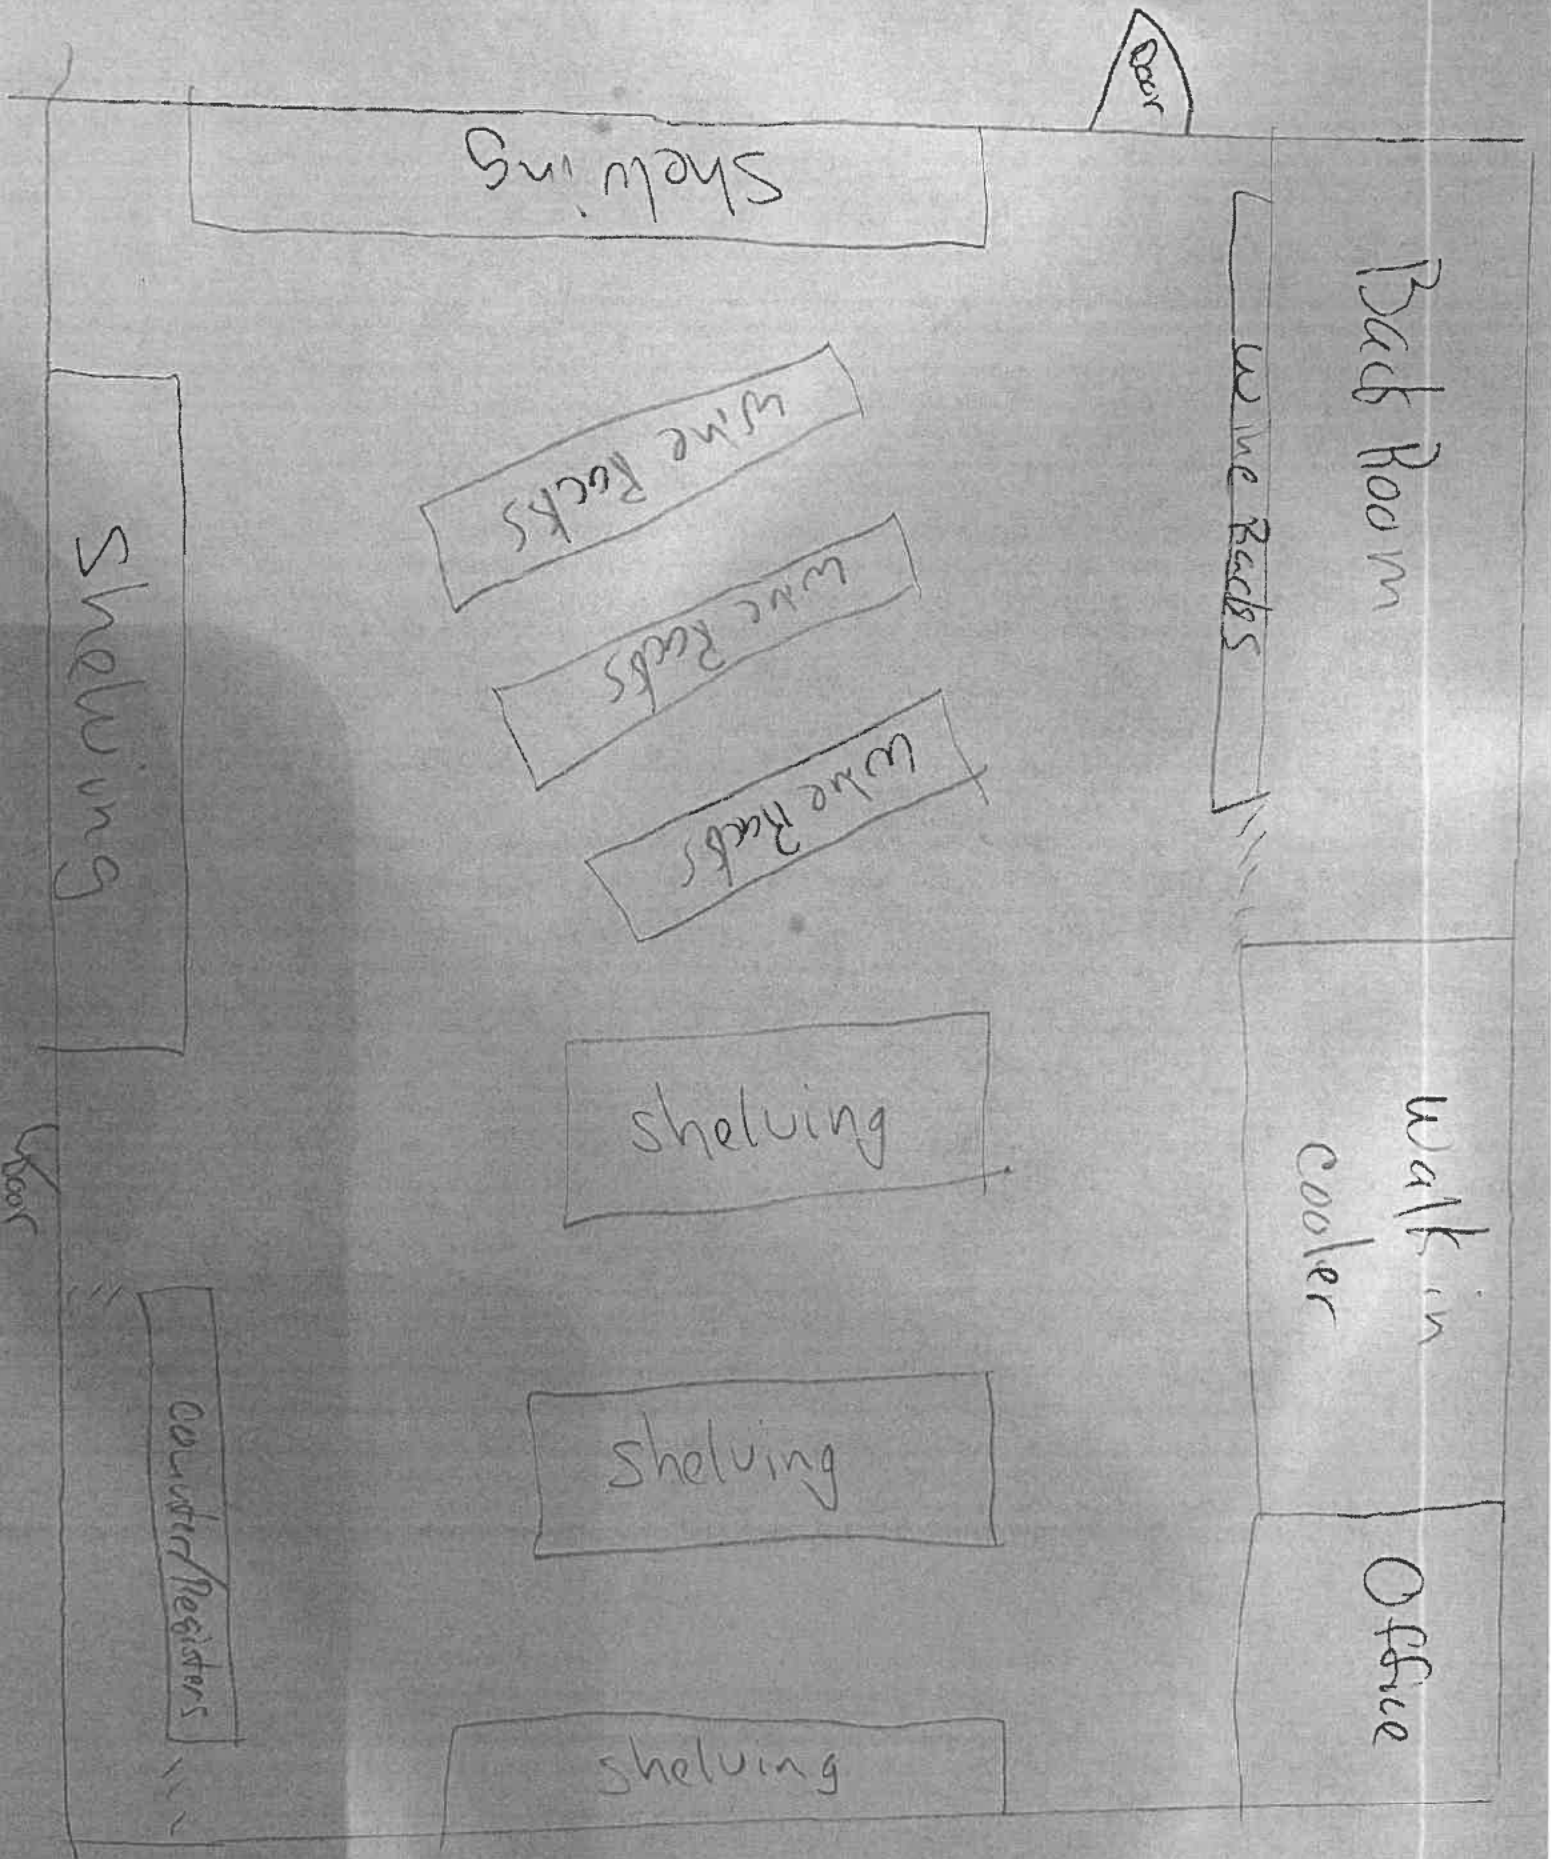 Door
Shelving
Back Room
Wine Racks
Wine Racks
Wine Racks
Wine Racks
Shelving
Shelving
Walk in
Cooler
Door
Shelving
Counter/Registers
Office
Shelving